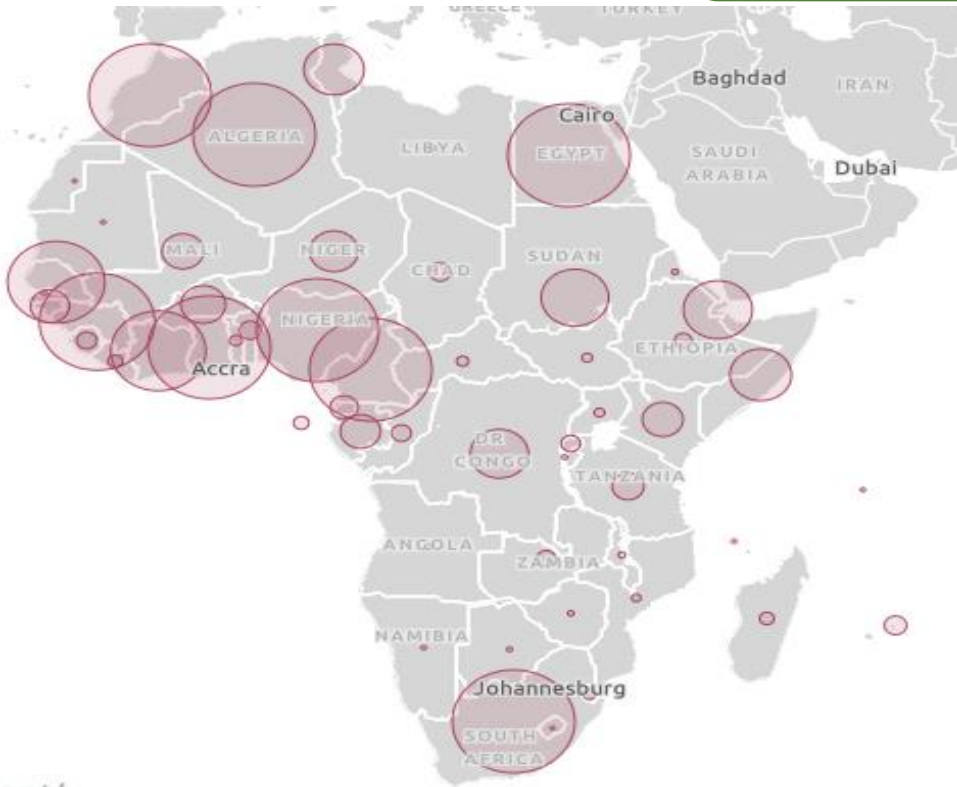 GREECE
TURKEY
Baghdad
IRAN
Cairo
ALGERIA
LIBYA
EGYPT
SAUDI
ARABIA
Dubai
MALI
NIGER
CHAD
SUDAN
NIGERIA
ETHIOPIA
Accra
DR
CONGO
TANZANIA
ANGOLA
ZAMBIA
NAMIBIA
Johannesburg
SOUTH
AFRICA